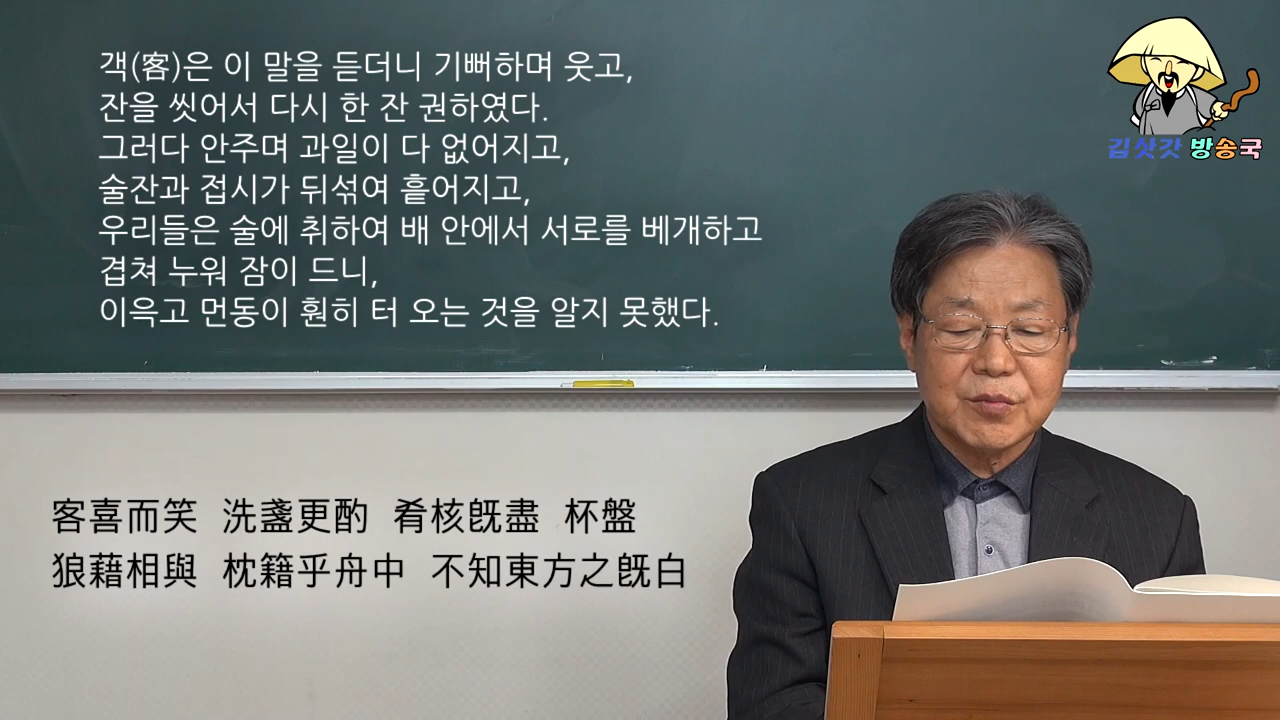 객(客)은 이 말을 듣더니 기뻐하며 웃고,
잔을 씻어서 다시 한 잔 권하였다.
그러다 안주며 과일이 다 없어지고,
술잔과 접시가 뒤섞여 흩어지고,
우리들은 술에 취하여 배 안에서 서로를 베개하고
겹쳐 누워 잠이 드니,
이윽고 먼동이 훤히 터 오는 것을 알지 못했다.
김삿갓 방송국
客喜而笑 洗盞更酌 肴核旣盡 杯盤
狼藉相與 枕籍乎舟中 不知東方之旣白